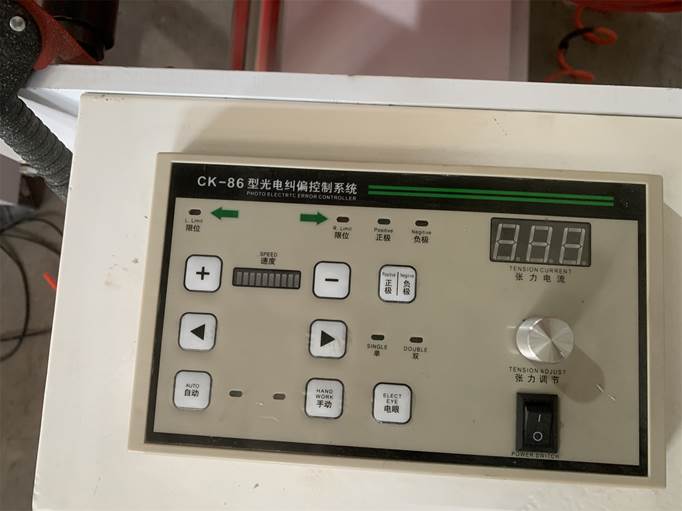 CK-86型光电纠偏控制系统
PHOTO ELECTRTC ERROR CONTROLLER
L. Limit
限位
R. Limit
限位
Positive
正极
Negitive
负极
SPEED
速度
+
−
Positive
正极
Negitive
负极
TENSION CURRENT
张力电流
SINGLE
单
DOUBLE
双
TENSION ADJUST
张力调节
AUTO
自动
HAND
WORK
手动
ELECT
EYE
电眼
POWER SWITCH